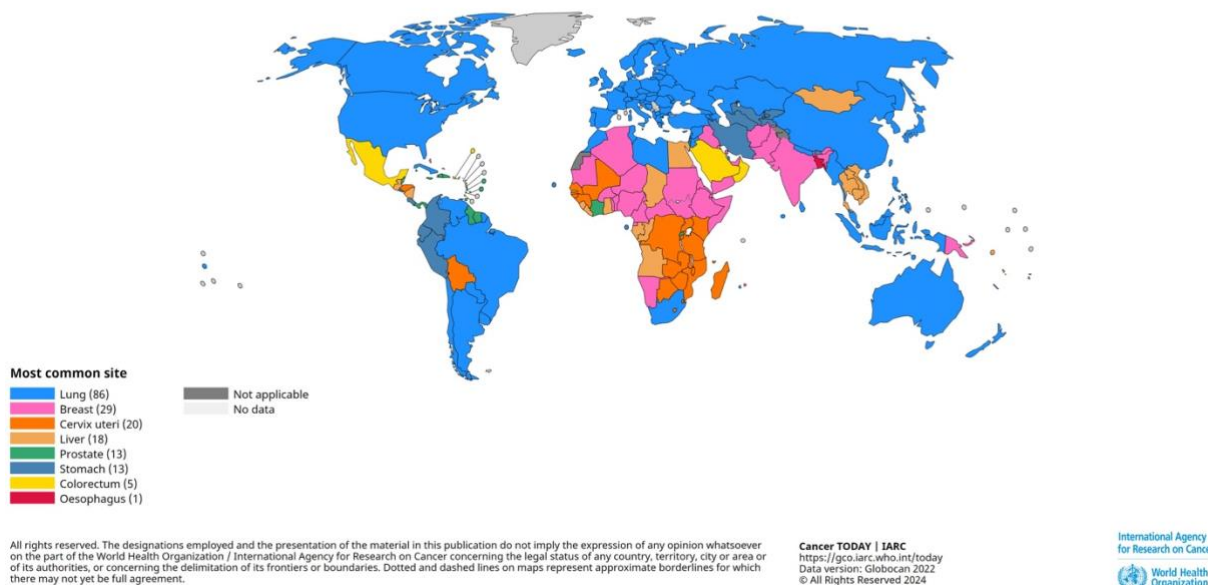 Most common site
Lung (86)
Breast (29)
Cervix uteri (20)
Liver (18)
Prostate (13)
Stomach (13)
Colorectum (5)
Oesophagus (1)
Not applicable
No data
All rights reserved. The designations employed and the presentation of the material in this publication do not imply the expression of any opinion whatsoever
on the part of the World Health Organization / International Agency for Research on Cancer concerning the legal status of any country, territory, city or area or
of its authorities, or concerning the delimitation of its frontiers or boundaries. Dotted and dashed lines on maps represent approximate borderlines for which
there may not yet be full agreement.
Cancer TODAY | IARC
https://gco.iarc.who.int/today
Data version: Globocan 2022
© All Rights Reserved 2024
International Agency
for Research on Cance
World Health
Organization